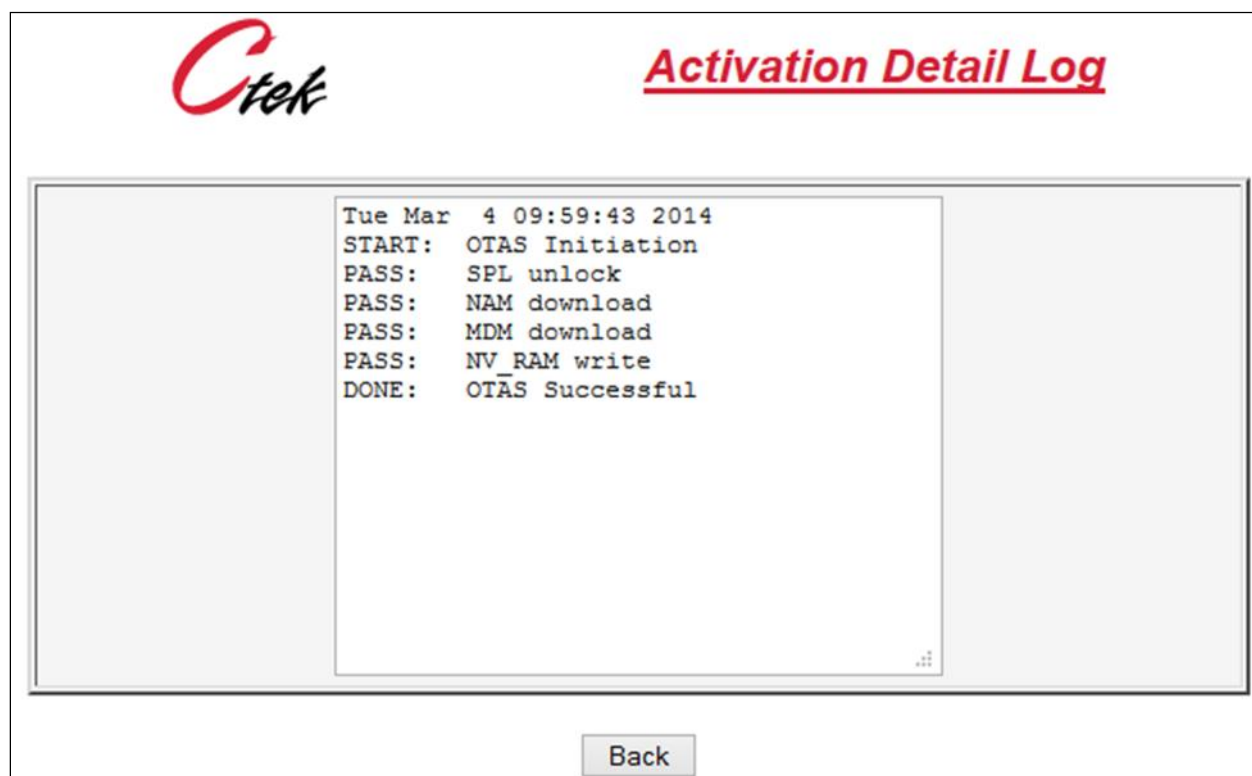 Ctek
Activation Detail Log
Tue Mar  4 09:59:43 2014
START:  OTAS Initiation
PASS:   SPL unlock
PASS:   NAM download
PASS:   MDM download
PASS:   NV_RAM write
DONE:   OTAS Successful
Back